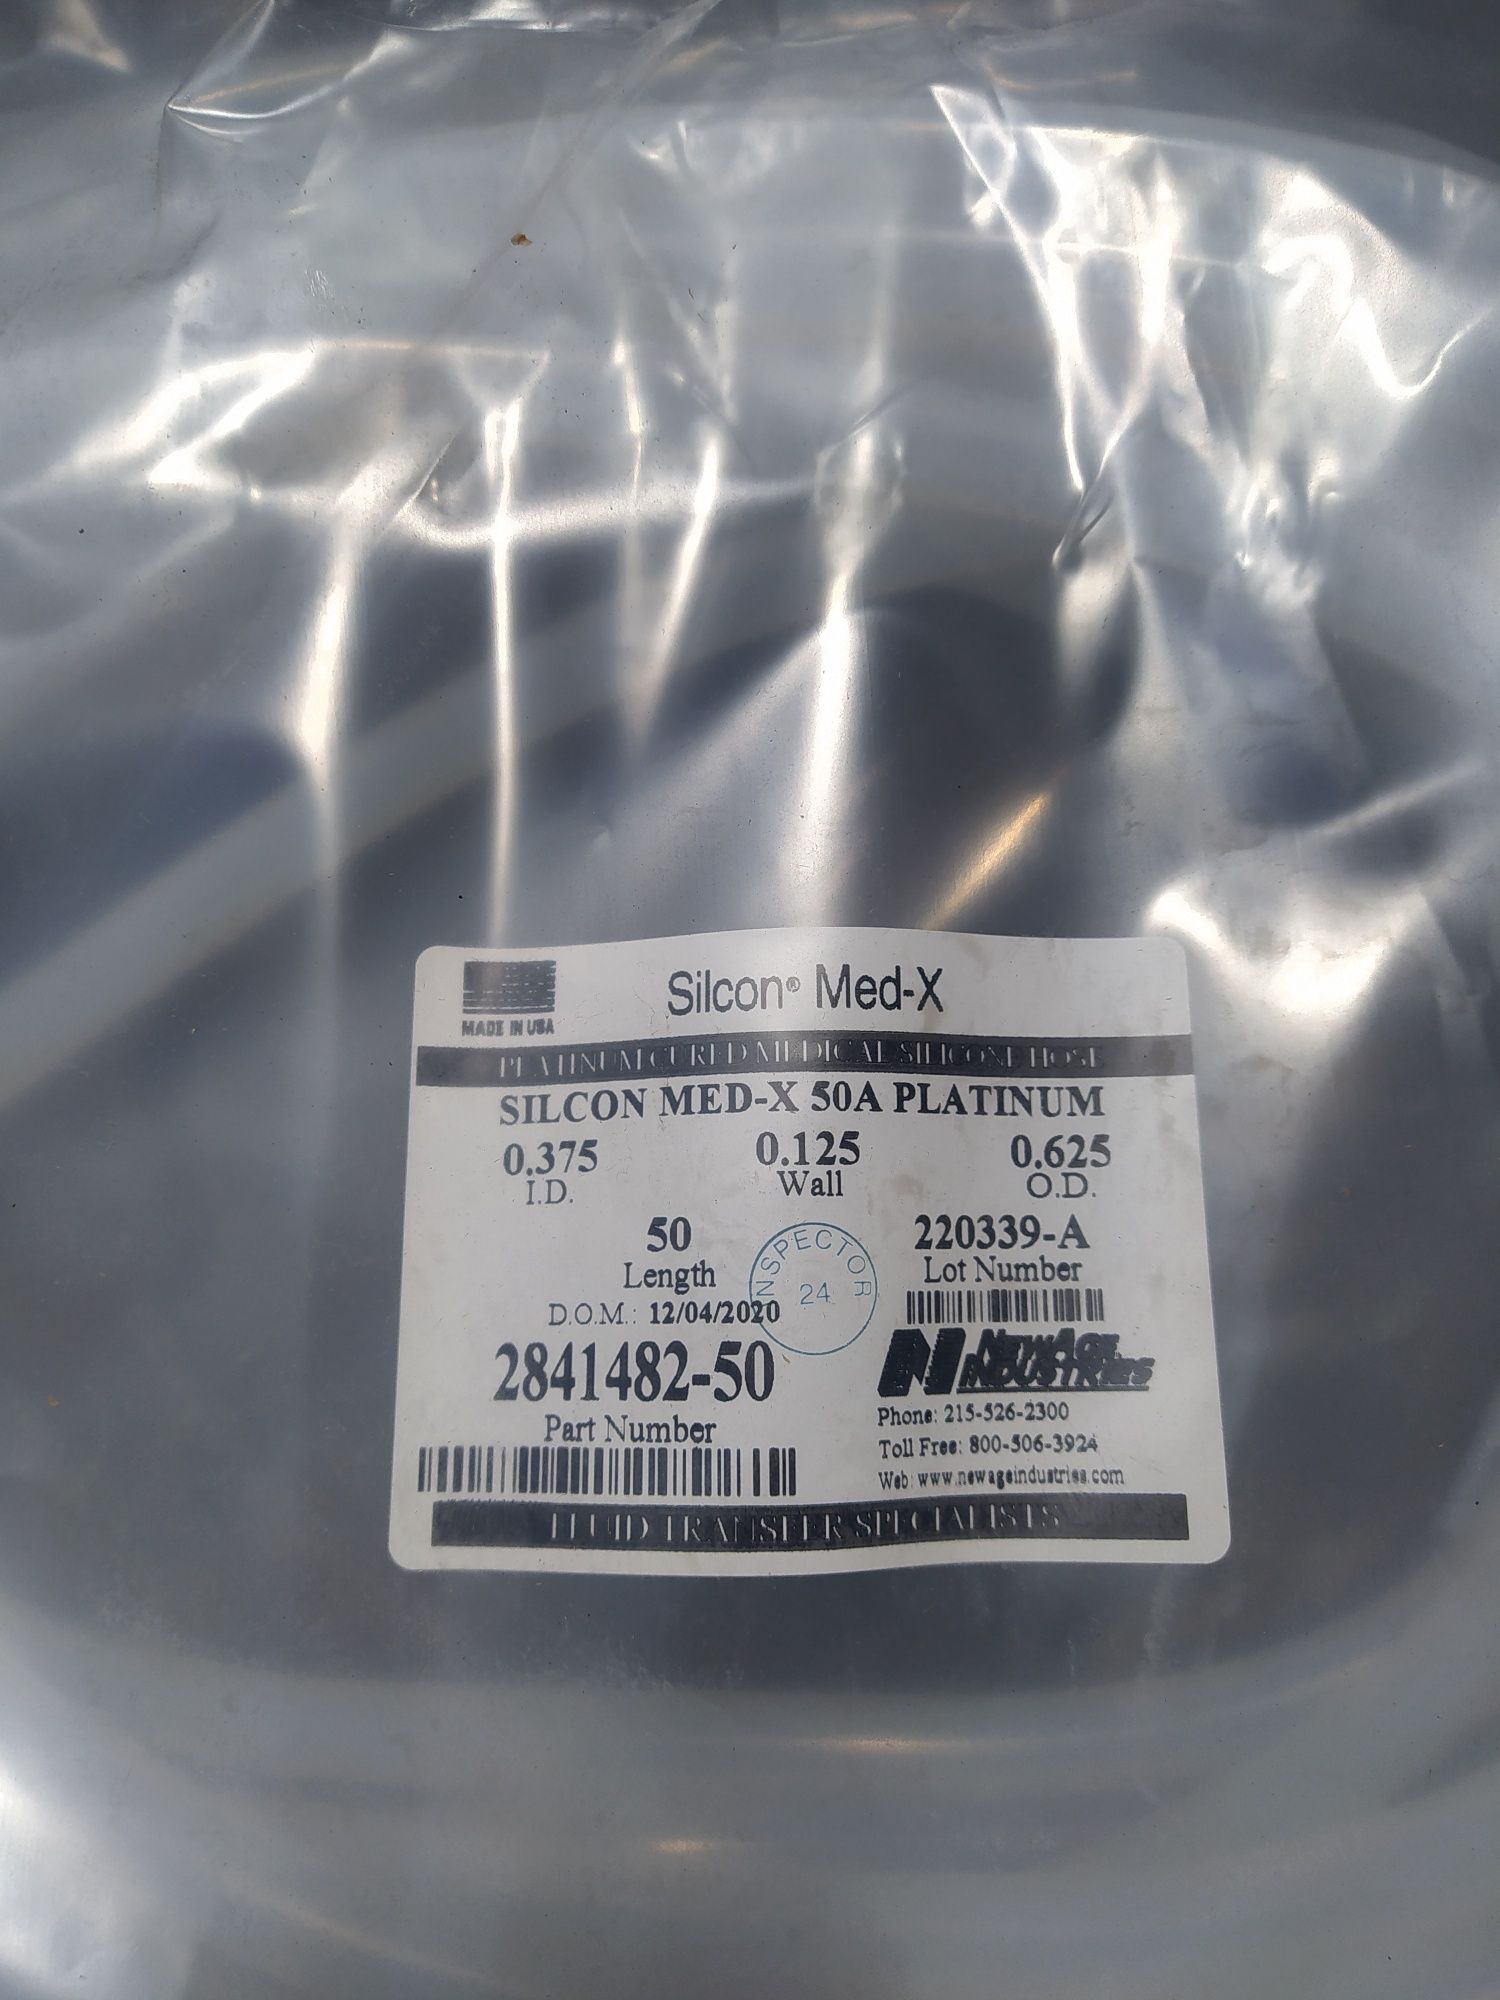 Silcon® Med-X
MADE IN USA
PLATINUM CURED MEDICAL SILICONE HOSE
SILCON MED-X 50A PLATINUM
0.375 0.125 0.625
I.D. Wall O.D.
50 220339-A
Length Lot Number
INSPECTOR
24
D.O.M.: 12/04/2020
2841482-50
Part Number
N NEWAGE
INDUSTRIES
Phone: 215-526-2300
Toll Free: 800-506-3924
Web: www.newageindustries.com
FLUID TRANSFER SPECIALISTS